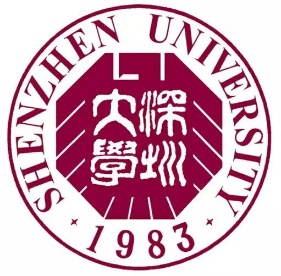 SHENZHEN UNIVERSITY
深圳
大學
· 1983 ·